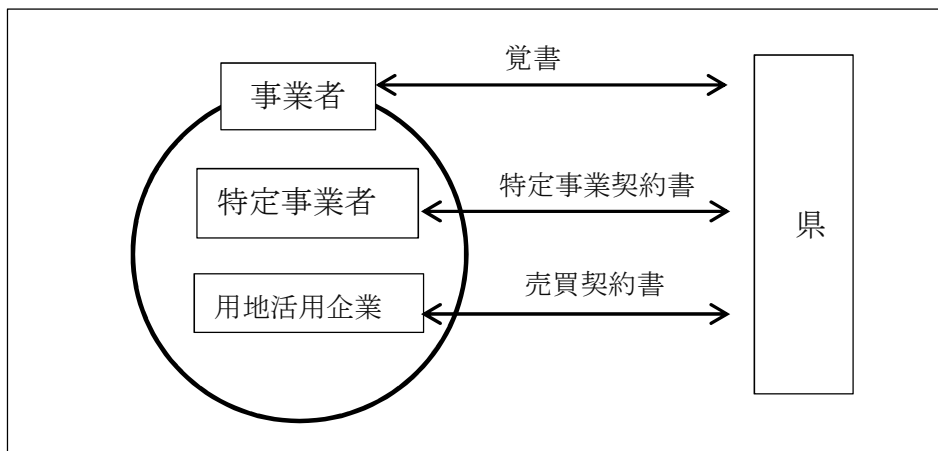 覚書
事業者
特定事業契約書
特定事業者
県
売買契約書
用地活用企業